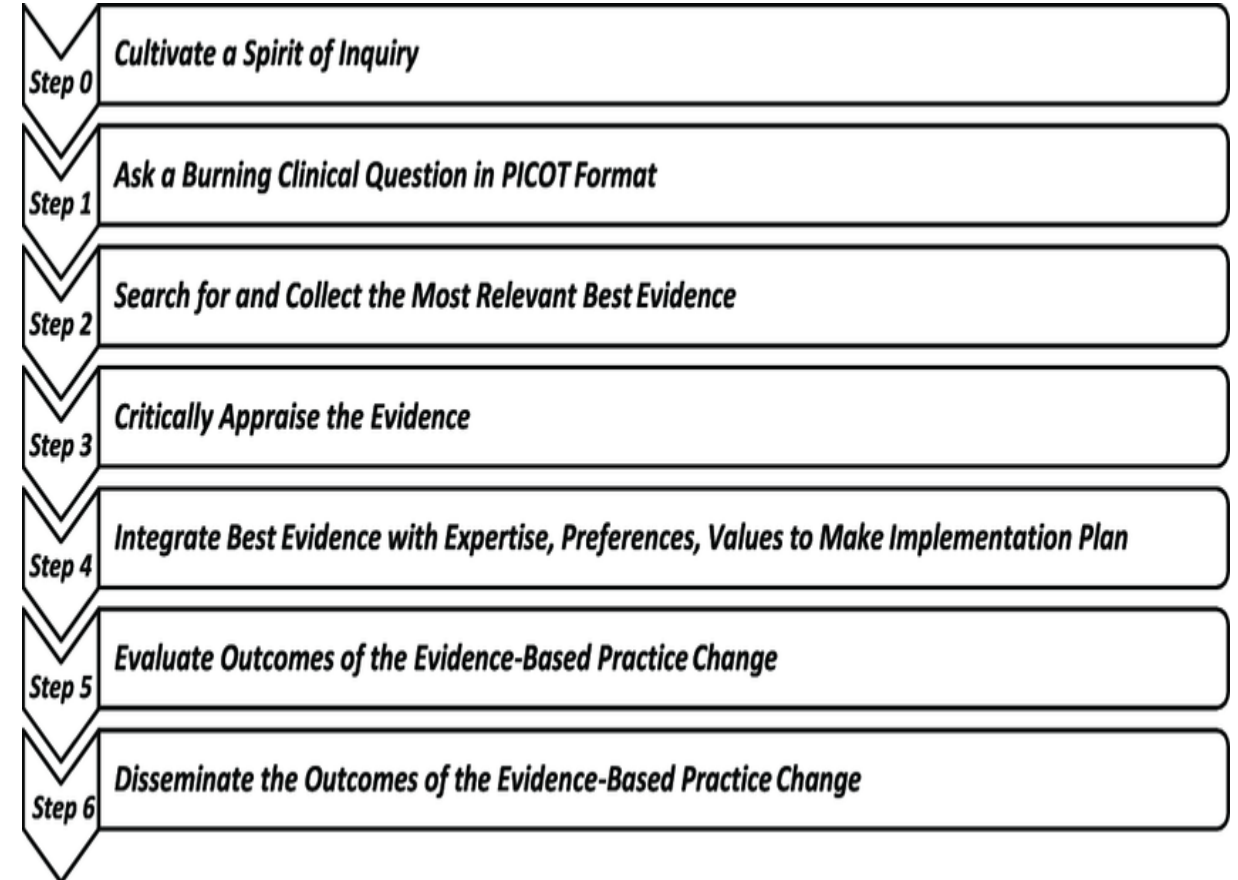 Step 0
Cultivate a Spirit of Inquiry
Step 1
Ask a Burning Clinical Question in PICOT Format
Step 2
Search for and Collect the Most Relevant Best Evidence
Step 3
Critically Appraise the Evidence
Step 4
Integrate Best Evidence with Expertise, Preferences, Values to Make Implementation Plan
Step 5
Evaluate Outcomes of the Evidence-Based Practice Change
Step 6
Disseminate the Outcomes of the Evidence-Based Practice Change